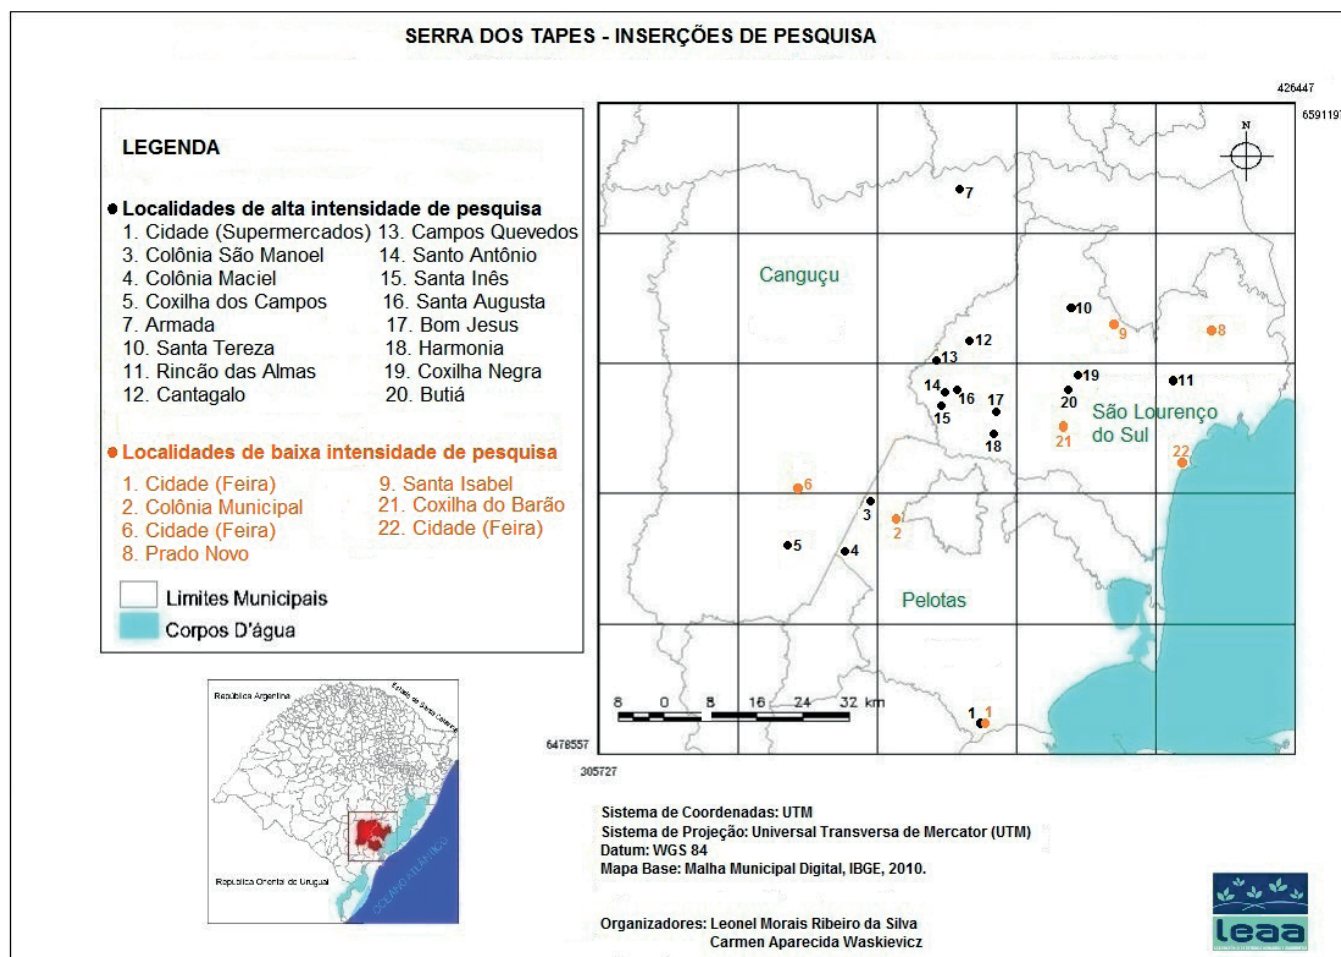 SERRA DOS TAPES - INSERÇÕES DE PESQUISA
426447
6591197
N
LEGENDA
Localidades de alta intensidade de pesquisa
1. Cidade (Supermercados) 13. Campos Quevedos
3. Colônia São Manoel 14. Santo Antônio
4. Colônia Maciel 15. Santa Inês
5. Coxilha dos Campos 16. Santa Augusta
7. Armada 17. Bom Jesus
10. Santa Tereza 18. Harmonia
11. Rincão das Almas 19. Coxilha Negra
12. Cantagalo 20. Butiá
Localidades de baixa intensidade de pesquisa
1. Cidade (Feira) 9. Santa Isabel
2. Colônia Municipal 21. Coxilha do Barão
6. Cidade (Feira) 22. Cidade (Feira)
8. Prado Novo
Limites Municipais
Corpos D'água
7
Canguçu
10
9
8
12
13
19
11
14
16
20
17
15
São Lourenço
do Sul
21
18
22
6
3
2
5
4
Pelotas
8 0 8 16 24 32 km
1 1
6478557
305727
República Argentina
Estado de Santa Catarina
República Oriental do Uruguai
OCEANO ATLÂNTICO
Sistema de Coordenadas: UTM
Sistema de Projeção: Universal Transversa de Mercator (UTM)
Datum: WGS 84
Mapa Base: Malha Municipal Digital, IBGE, 2010.
Organizadores: Leonel Morais Ribeiro da Silva
Carmen Aparecida Waskievicz
leaa